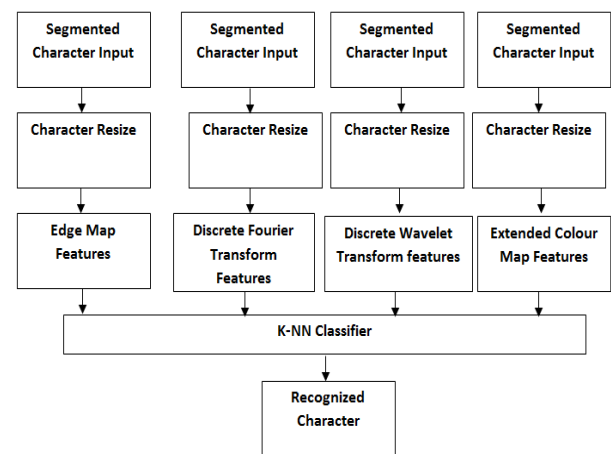 Segmented
Character Input
Segmented
Character Input
Segmented
Character Input
Segmented
Character Input
Character Resize
Character Resize
Character Resize
Character Resize
Edge Map
Features
Discrete Fourier
Transform
Features
Discrete Wavelet
Transform features
Extended Colour
Map Features
K-NN Classifier
Recognized
Character